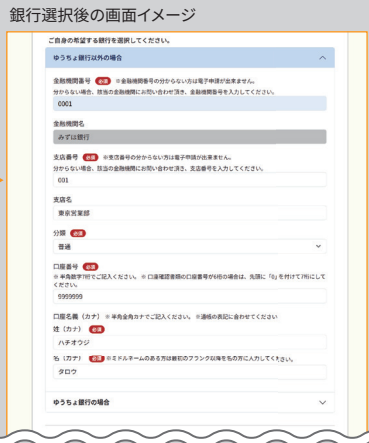 銀行選択後の画面イメージ
ご自身の希望する銀行を選択してください。
ゆうちょ銀行以外の場合
金融機関番号 必須 ※金融機関番号の分からない方は電子申請が出来ません。
分からない場合、該当の金融機関にお問い合わせ頂き、金融機関番号を入力してください。
0001
金融機関名
みずほ銀行
支店番号 必須 ※支店番号の分からない方は電子申請が出来ません。
分からない場合、該当の金融機関にお問い合わせ頂き、支店番号を入力してください。
001
支店名
東京営業部
分類 必須
普通
口座番号 必須
※ 半角数字7桁でご記入ください。 ※ 口座確認書類の口座番号が6桁の場合は、先頭に「0」を付けて7桁にして
ください。
9999999
口座名義（カナ） ※ 半角全角カナでご記入ください。 ※通帳の表記に合わせてください
姓（カナ） 必須
ハチオウジ
名（カナ） 必須 ※ミドルネームのある方は最初のブランク以降を名の方に入力してください。
タロウ
ゆうちょ銀行の場合